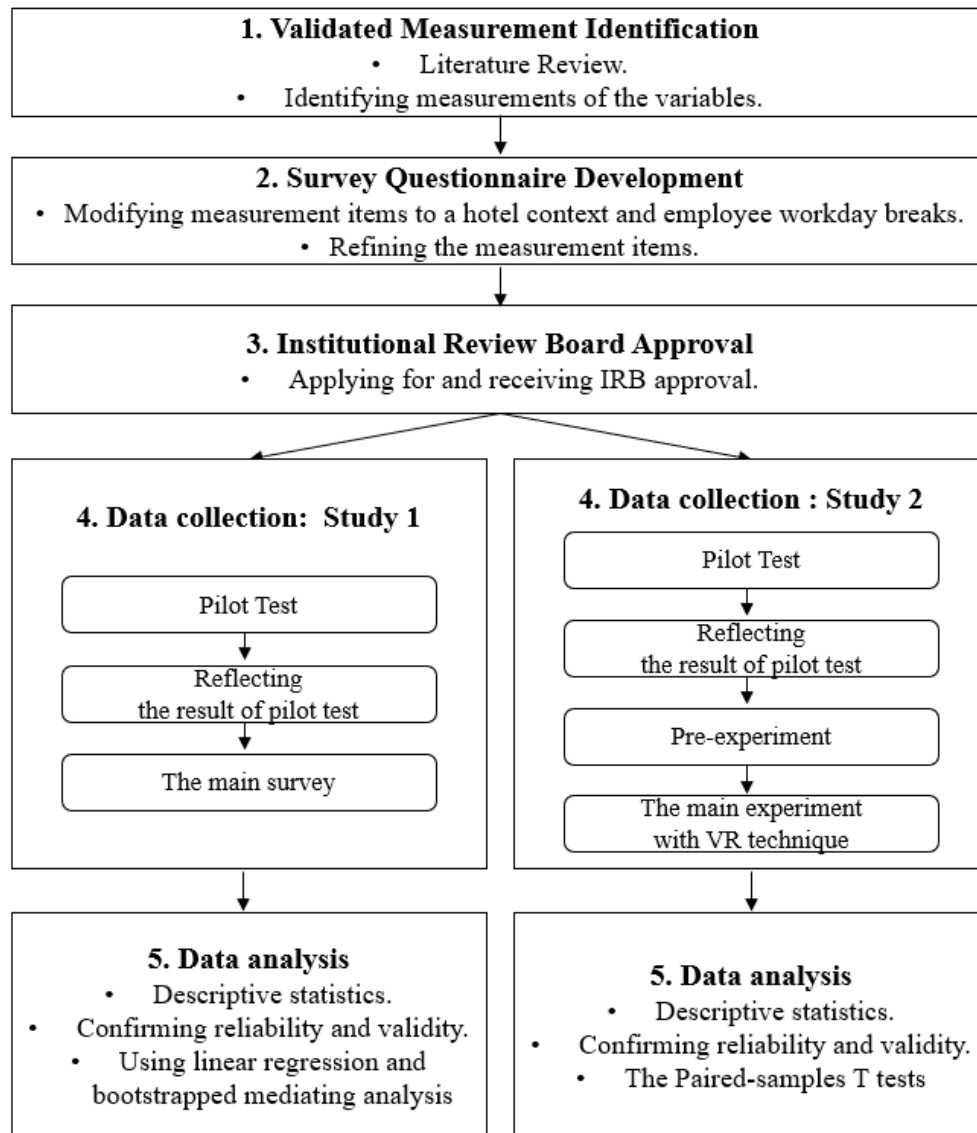 1. Validated Measurement Identification
• Literature Review.
• Identifying measurements of the variables.
2. Survey Questionnaire Development
• Modifying measurement items to a hotel context and employee workday breaks.
• Refining the measurement items.
3. Institutional Review Board Approval
• Applying for and receiving IRB approval.
4. Data collection: Study 1
Pilot Test
Reflecting
the result of pilot test
The main survey
4. Data collection : Study 2
Pilot Test
Reflecting
the result of pilot test
Pre-experiment
The main experiment
with VR technique
5. Data analysis
• Descriptive statistics.
• Confirming reliability and validity.
• Using linear regression and
bootstrapped mediating analysis
5. Data analysis
• Descriptive statistics.
• Confirming reliability and validity.
• The Paired-samples T tests